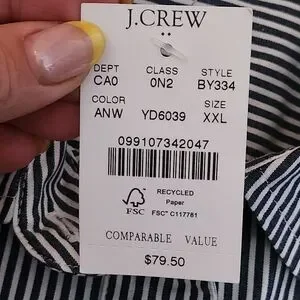 J.CREW
DEPT CLASS STYLE
CA0 0N2 BY334
COLOR SIZE
ANW YD6039 XXL
099107342047
RECYCLED
Paper
FSC FSC® C117781
COMPARABLE VALUE
$79.50